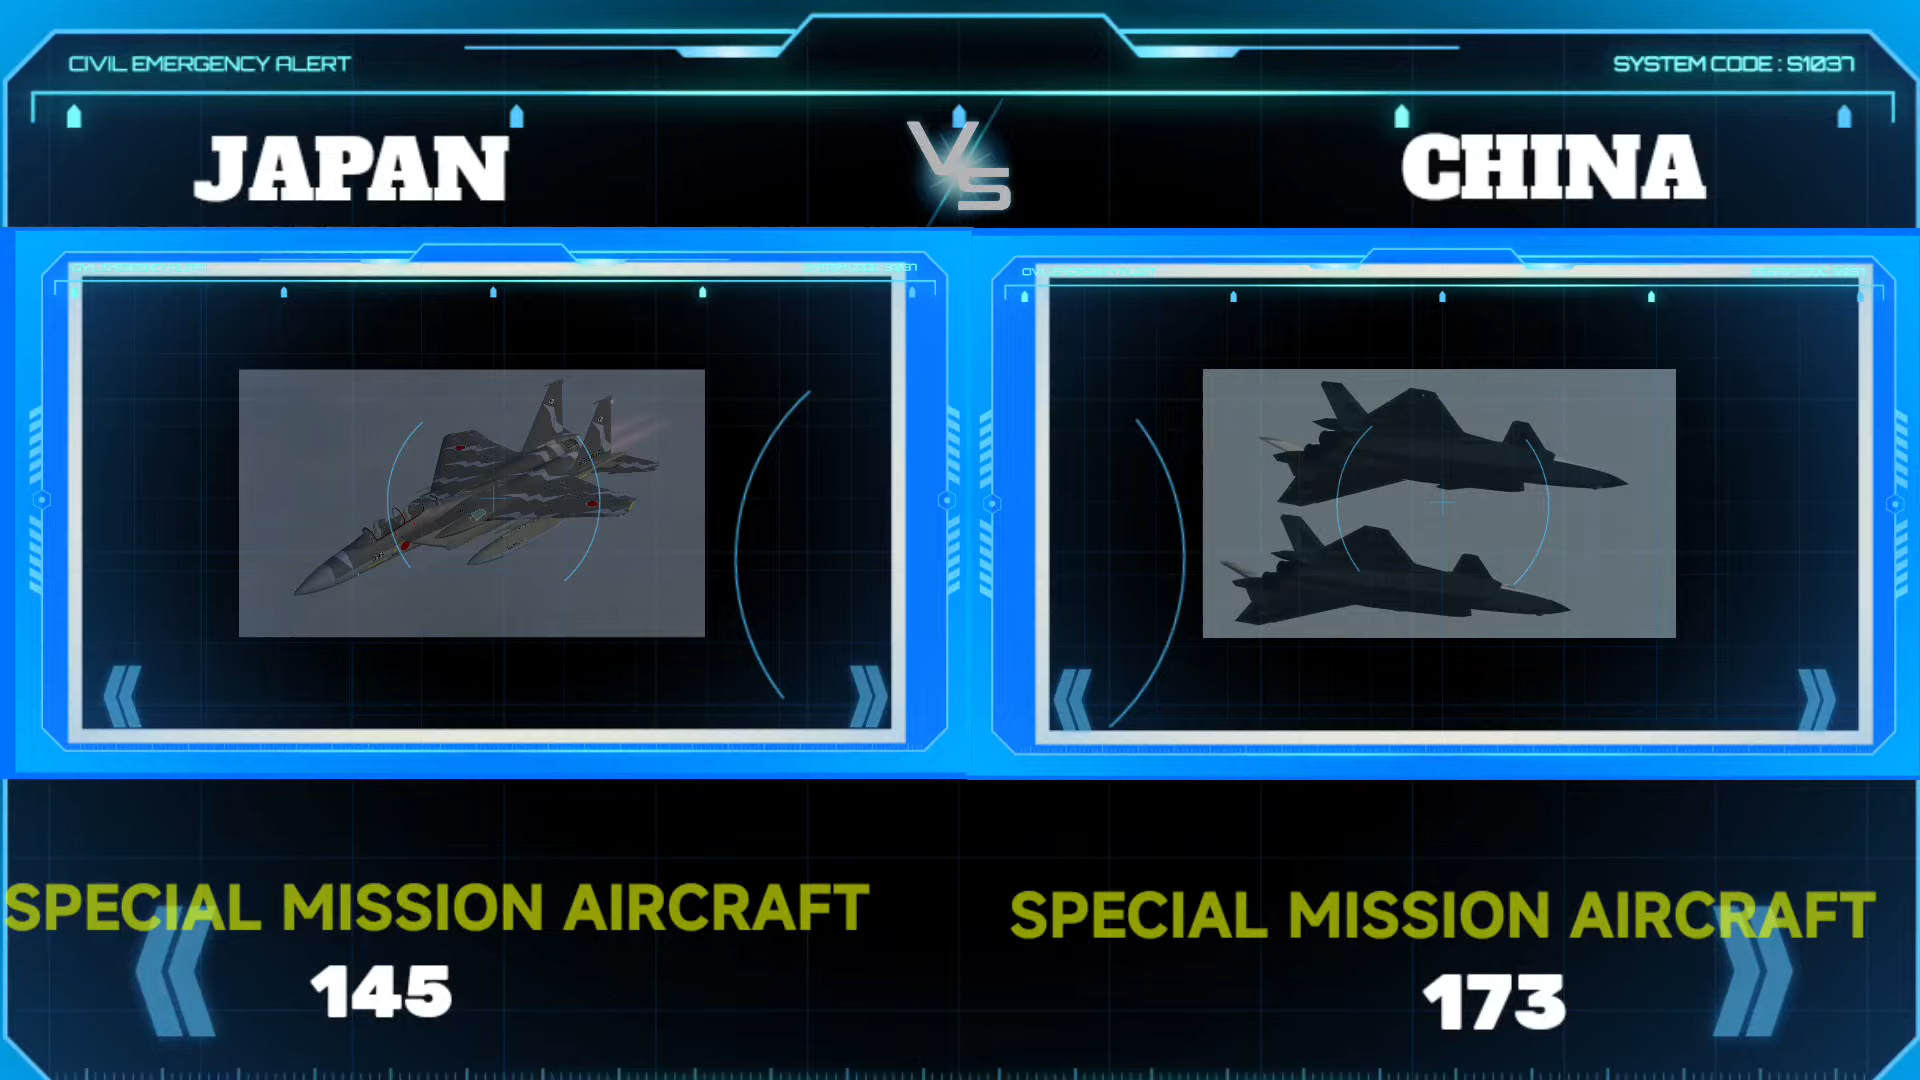 CIVIL EMERGENCY ALERT
SYSTEM CODE : S1037
JAPAN
VS
CHINA
SPECIAL MISSION AIRCRAFT
145
SPECIAL MISSION AIRCRAFT
173